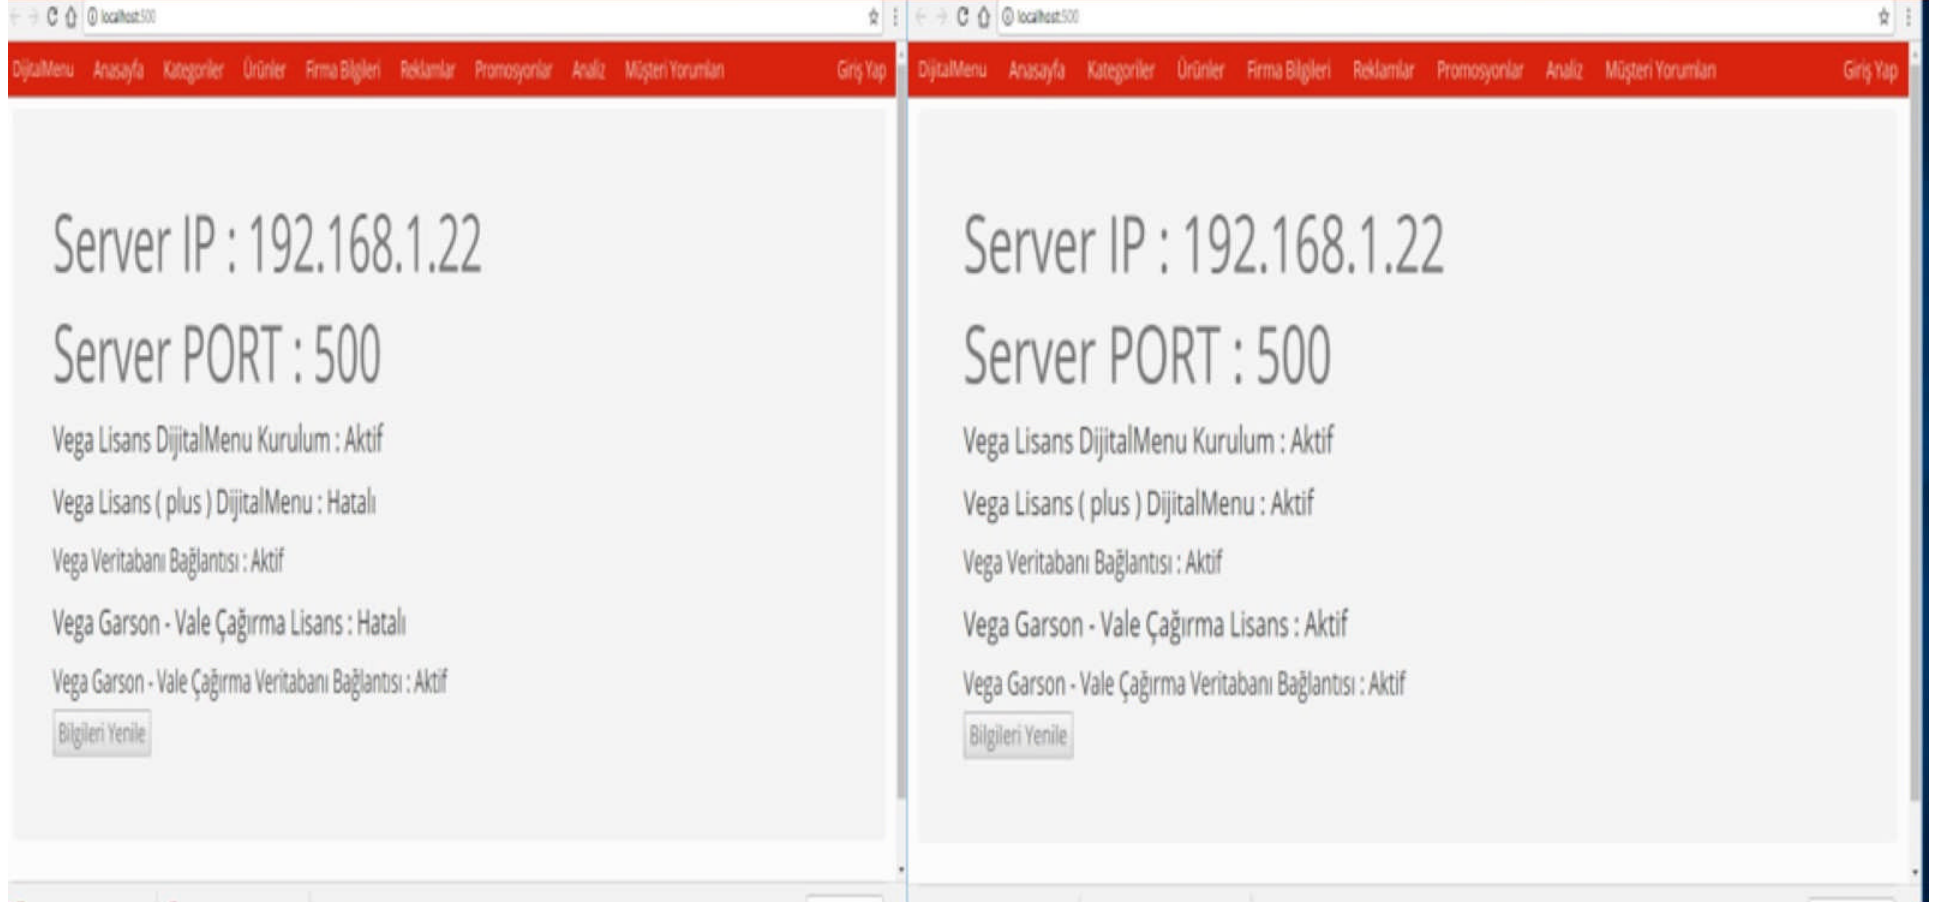 localhost:500
DijitalMenu Anasayfa Kategoriler Ürünler Firma Bilgileri Reklamlar Promosyonlar Analiz Müşteri Yorumları Giriş Yap
Server IP : 192.168.1.22
Server PORT : 500
Vega Lisans DijitalMenu Kurulum : Aktif
Vega Lisans ( plus ) DijitalMenu : Hatalı
Vega Veritabanı Bağlantısı : Aktif
Vega Garson - Vale Çağırma Lisans : Hatalı
Vega Garson - Vale Çağırma Veritabanı Bağlantısı : Aktif
Bilgileri Yenile
localhost:500
DijitalMenu Anasayfa Kategoriler Ürünler Firma Bilgileri Reklamlar Promosyonlar Analiz Müşteri Yorumları Giriş Yap
Server IP : 192.168.1.22
Server PORT : 500
Vega Lisans DijitalMenu Kurulum : Aktif
Vega Lisans ( plus ) DijitalMenu : Aktif
Vega Veritabanı Bağlantısı : Aktif
Vega Garson - Vale Çağırma Lisans : Aktif
Vega Garson - Vale Çağırma Veritabanı Bağlantısı : Aktif
Bilgileri Yenile